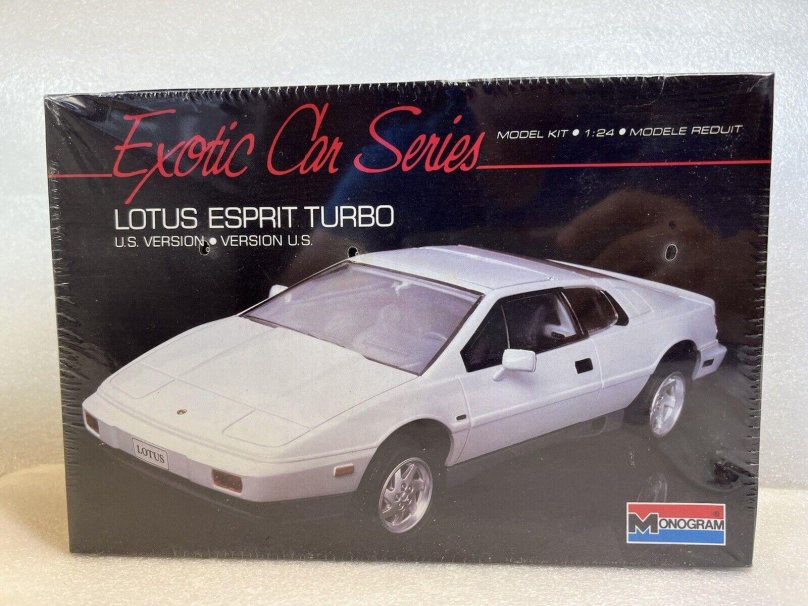 Exotic Car Series
MODEL KIT • 1:24 • MODELE REDUIT
LOTUS ESPRIT TURBO
U.S. VERSION • VERSION U.S.
LOTUS
MONOGRAM®